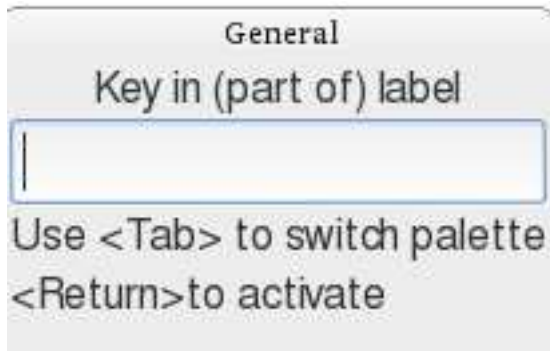 General
Key in (part of) label
Use <Tab> to switch palette
<Return>to activate